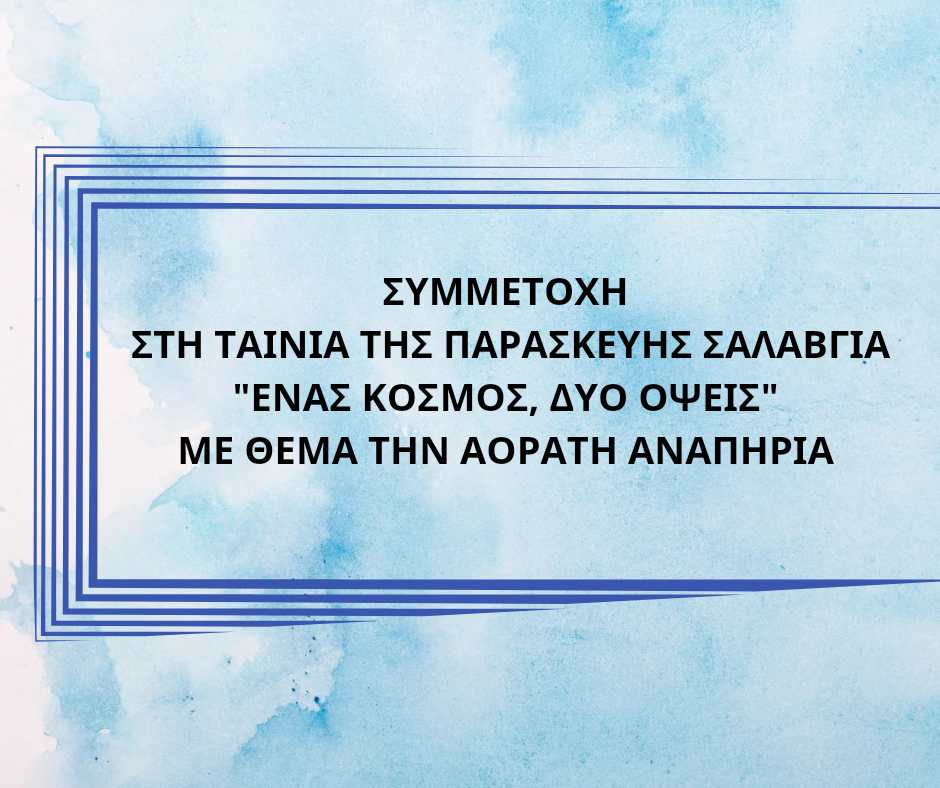 ΣΥΜΜΕΤΟΧΗ
ΣΤΗ ΤΑΙΝΙΑ ΤΗΣ ΠΑΡΑΣΚΕΥΗΣ ΣΑΛΑΒΓΙΑ
"ΕΝΑΣ ΚΟΣΜΟΣ, ΔΥΟ ΟΨΕΙΣ"
ΜΕ ΘΕΜΑ ΤΗΝ ΑΟΡΑΤΗ ΑΝΑΠΗΡΙΑ